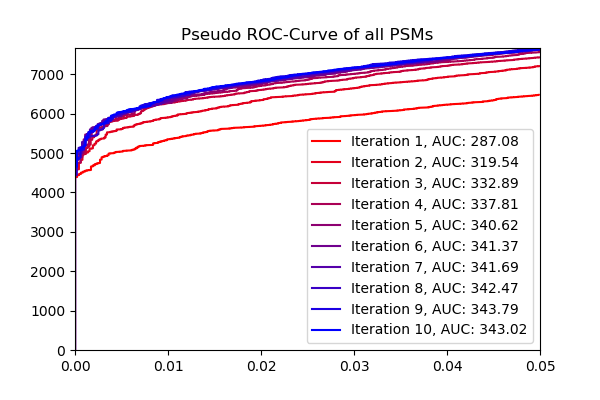 Pseudo ROC-Curve of all PSMs
7000
6000
5000
4000
3000
2000
1000
0
Iteration 1, AUC: 287.08
Iteration 2, AUC: 319.54
Iteration 3, AUC: 332.89
Iteration 4, AUC: 337.81
Iteration 5, AUC: 340.62
Iteration 6, AUC: 341.37
Iteration 7, AUC: 341.69
Iteration 8, AUC: 342.47
Iteration 9, AUC: 343.79
Iteration 10, AUC: 343.02
0.00 0.01 0.02 0.03 0.04 0.05